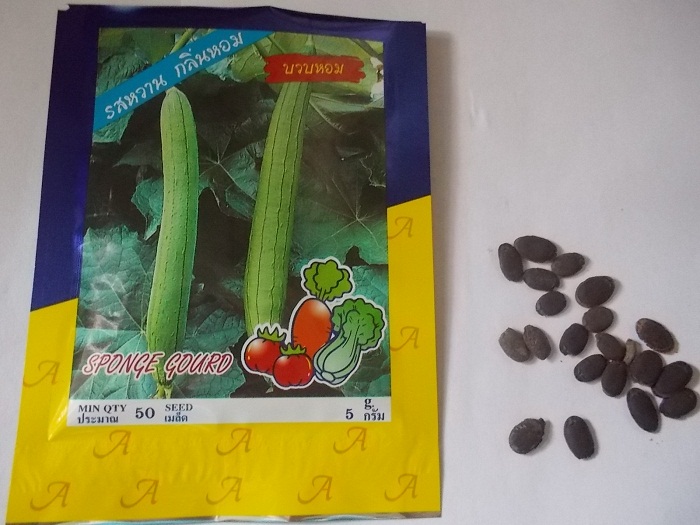 รสหวาน กลิ่นหอม
บวบหอม
SPONGE GOURD
MIN QTY 50 SEED 5 g.
ประมาณ เมล็ด กรัม
A
A
A
A A A A
A A A A A